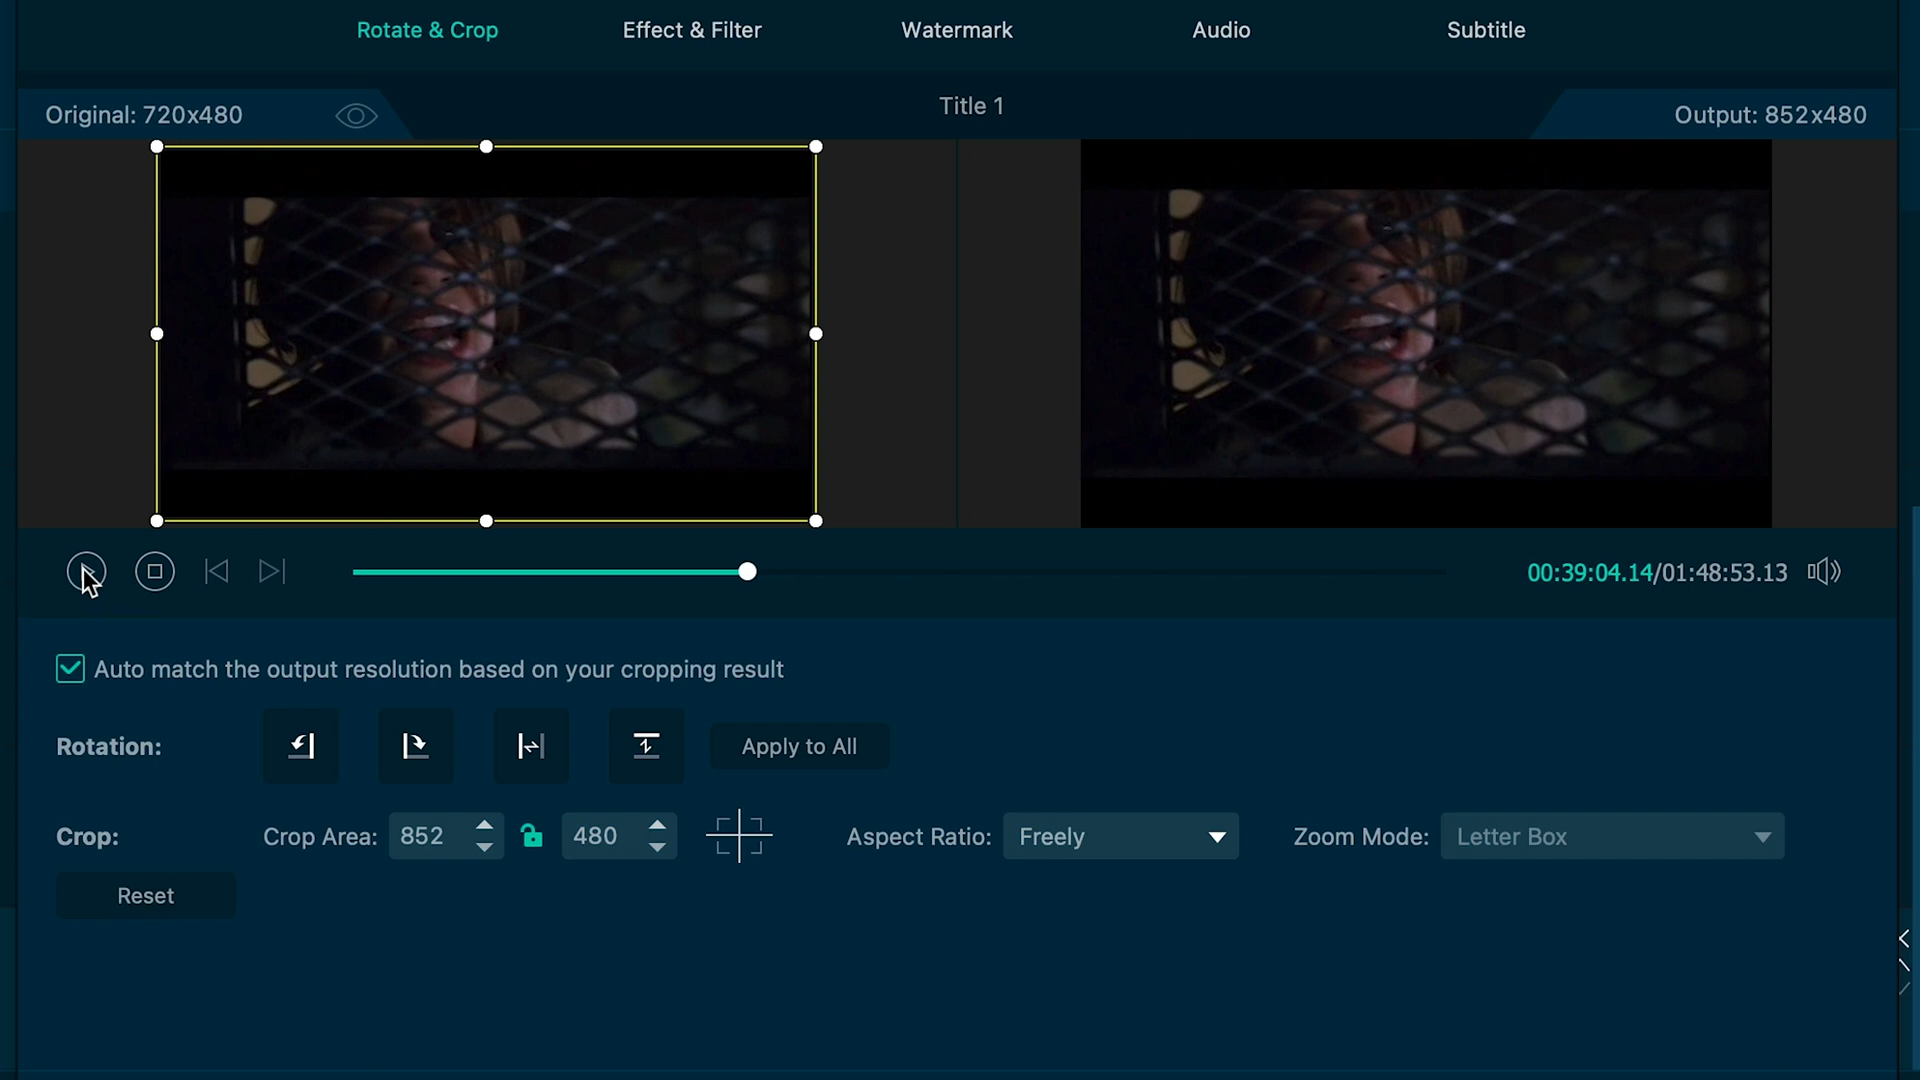 Rotate & Crop Effect & Filter Watermark Audio Subtitle
Original: 720x480 Title 1 Output: 852x480
00:39:04.14/01:48:53.13
Auto match the output resolution based on your cropping result
Rotation: Apply to All
Crop: Crop Area: 852 480 Aspect Ratio: Freely Zoom Mode: Letter Box
Reset